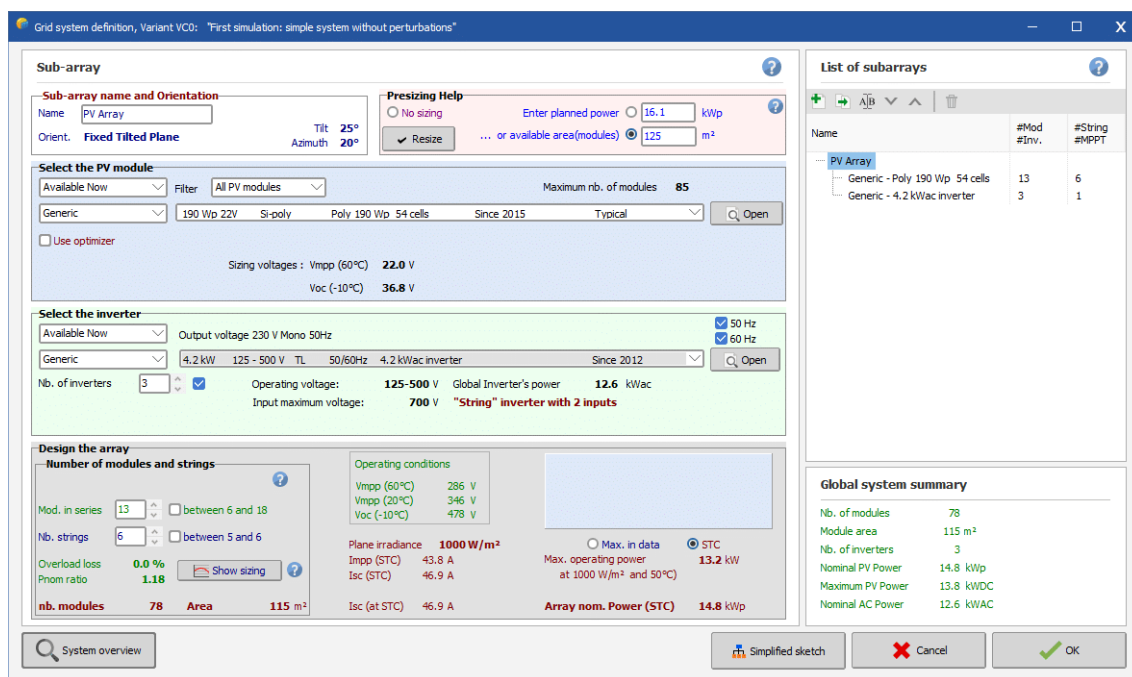 Grid system definition, Variant VC0: "First simulation: simple system without perturbations"
Sub-array
Sub-array name and Orientation
Name PV Array
Orient. Fixed Tilted Plane
Tilt 25°
Azimuth 20°
Presizing Help
No sizing
Enter planned power 16.1 kWp
Resize
... or available area(modules) 125 m²
Select the PV module
Available Now Filter All PV modules Maximum nb. of modules 85
Generic 190 Wp 22V Si-poly Poly 190 Wp 54 cells Since 2015 Typical Open
Use optimizer
Sizing voltages : Vmpp (60°C) 22.0 V
Voc (-10°C) 36.8 V
Select the inverter
Available Now Output voltage 230 V Mono 50Hz
50 Hz
60 Hz
Generic 4.2 kW 125 - 500 V TL 50/60Hz 4.2 kWac inverter Since 2012 Open
Nb. of inverters 3 Operating voltage: 125-500 V Global Inverter's power 12.6 kWac
Input maximum voltage: 700 V "String" inverter with 2 inputs
Design the array
Number of modules and strings
Mod. in series 13 between 6 and 18
Nb. strings 6 between 5 and 6
Overload loss 0.0 %
Pnom ratio 1.18
Show sizing
nb. modules 78 Area 115 m²
Operating conditions
Vmpp (60°C) 286 V
Vmpp (20°C) 346 V
Voc (-10°C) 478 V
Plane irradiance 1000 W/m²
Impp (STC) 43.8 A
Isc (STC) 46.9 A
Isc (at STC) 46.9 A
Max. in data STC
Max. operating power 13.2 kW
at 1000 W/m² and 50°C)
Array nom. Power (STC) 14.8 kWp
List of subarrays
Name #Mod #String
#Inv. #MPPT
PV Array
Generic - Poly 190 Wp 54 cells 13 6
Generic - 4.2 kWac inverter 3 1
Global system summary
Nb. of modules 78
Module area 115 m²
Nb. of inverters 3
Nominal PV Power 14.8 kWp
Maximum PV Power 13.8 kWDC
Nominal AC Power 12.6 kWAC
System overview
Simplified sketch
Cancel
OK